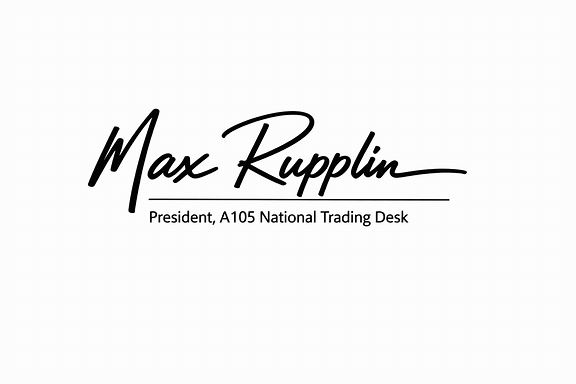 Max Rupplin
President, A105 National Trading Desk